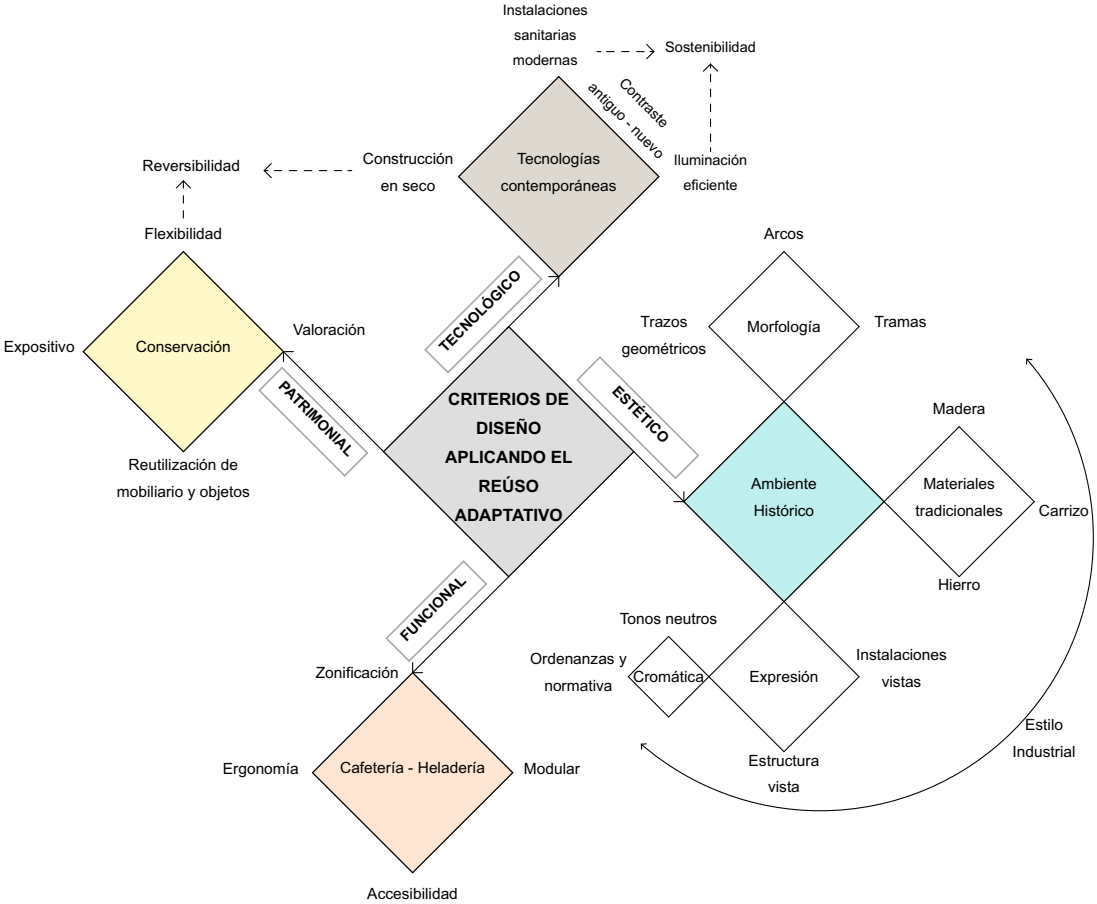 Instalaciones
sanitarias
modernas
Sostenibilidad
Contraste
antiguo - nuevo
Tecnologías
contemporáneas
Iluminación
eficiente
Construcción
en seco
Reversibilidad
Flexibilidad
Expositivo
Conservación
Valoración
Reutilización de
mobiliario y objetos
TECNOLÓGICO
PATRIMONIAL
ESTÉTICO
FUNCIONAL
CRITERIOS DE
DISEÑO
APLICANDO EL
REÚSO
ADAPTATIVO
Arcos
Trazos
geométricos
Morfología
Tramas
Ambiente
Histórico
Madera
Materiales
tradicionales
Carrizo
Hierro
Tonos neutros
Ordenanzas y
normativa
Cromática
Expresión
Instalaciones
vistas
Estructura
vista
Estilo
Industrial
Zonificación
Ergonomía
Cafetería - Heladería
Modular
Accesibilidad